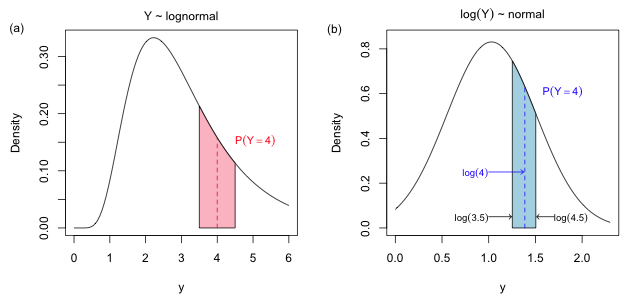 (a)
Y ~ lognormal
Density
0.00
0.10
0.20
0.30
P(Y=4)
0 1 2 3 4 5 6
y
(b)
log(Y) ~ normal
Density
0.0
0.2
0.4
0.6
0.8
P(Y=4)
log(4)
log(3.5)
log(4.5)
0.0 0.5 1.0 1.5 2.0
y